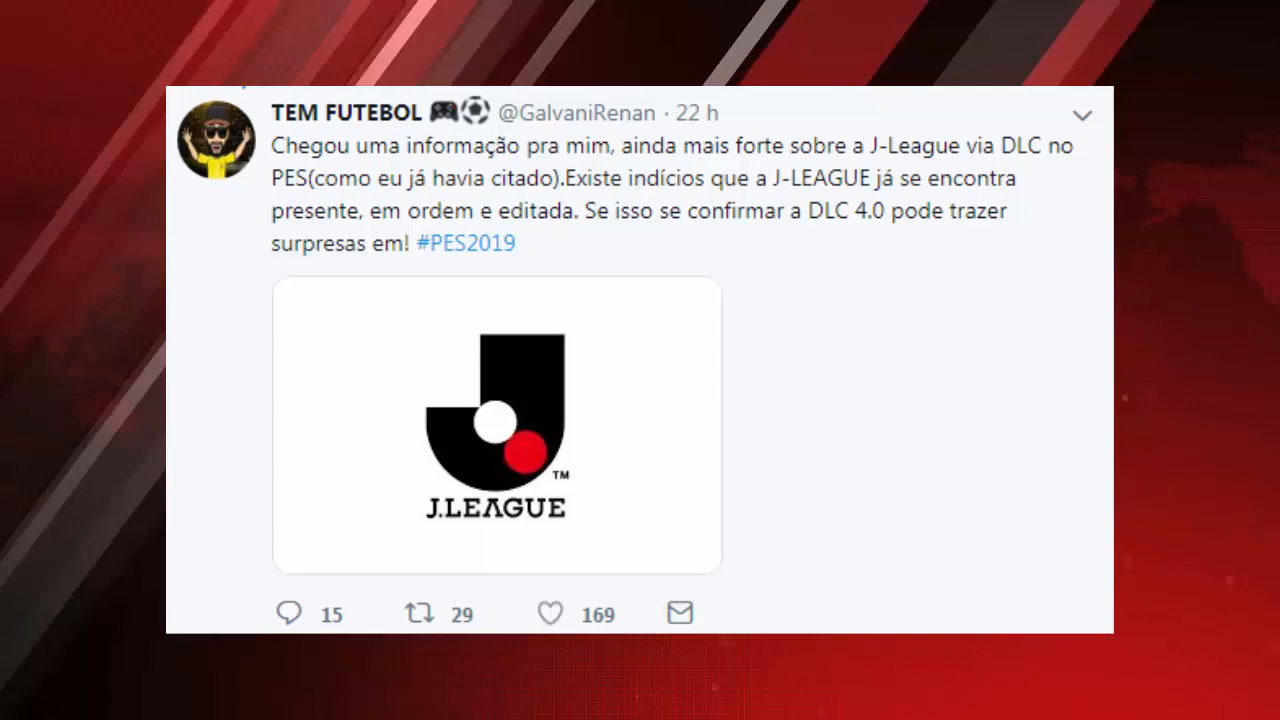 TEM FUTEBOL 🎮⚽ @GalvaniRenan · 22 h
Chegou uma informação pra mim, ainda mais forte sobre a J-League via DLC no
PES(como eu já havia citado).Existe indícios que a J-LEAGUE já se encontra
presente, em ordem e editada. Se isso se confirmar a DLC 4.0 pode trazer
surpresas em! #PES2019
TM
J.LEAGUE
15 29 169